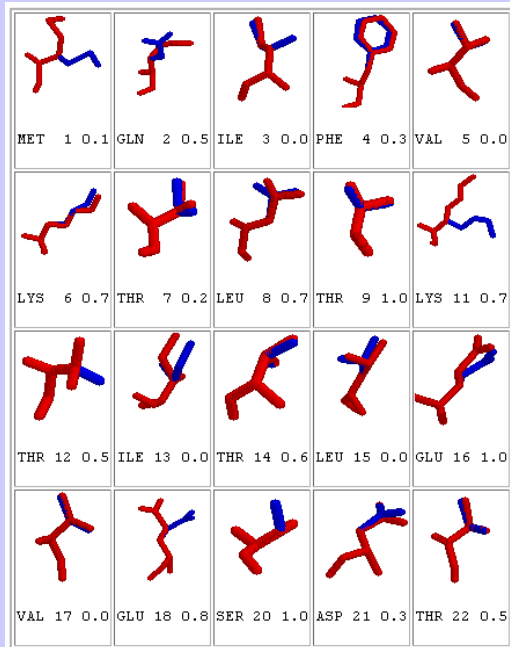 MET 1 0.1 GLN 2 0.5 ILE 3 0.0 PHE 4 0.3 VAL 5 0.0
LYS 6 0.7 THR 7 0.2 LEU 8 0.7 THR 9 1.0 LYS 11 0.7
THR 12 0.5 ILE 13 0.0 THR 14 0.6 LEU 15 0.0 GLU 16 1.0
VAL 17 0.0 GLU 18 0.8 SER 20 1.0 ASP 21 0.3 THR 22 0.5